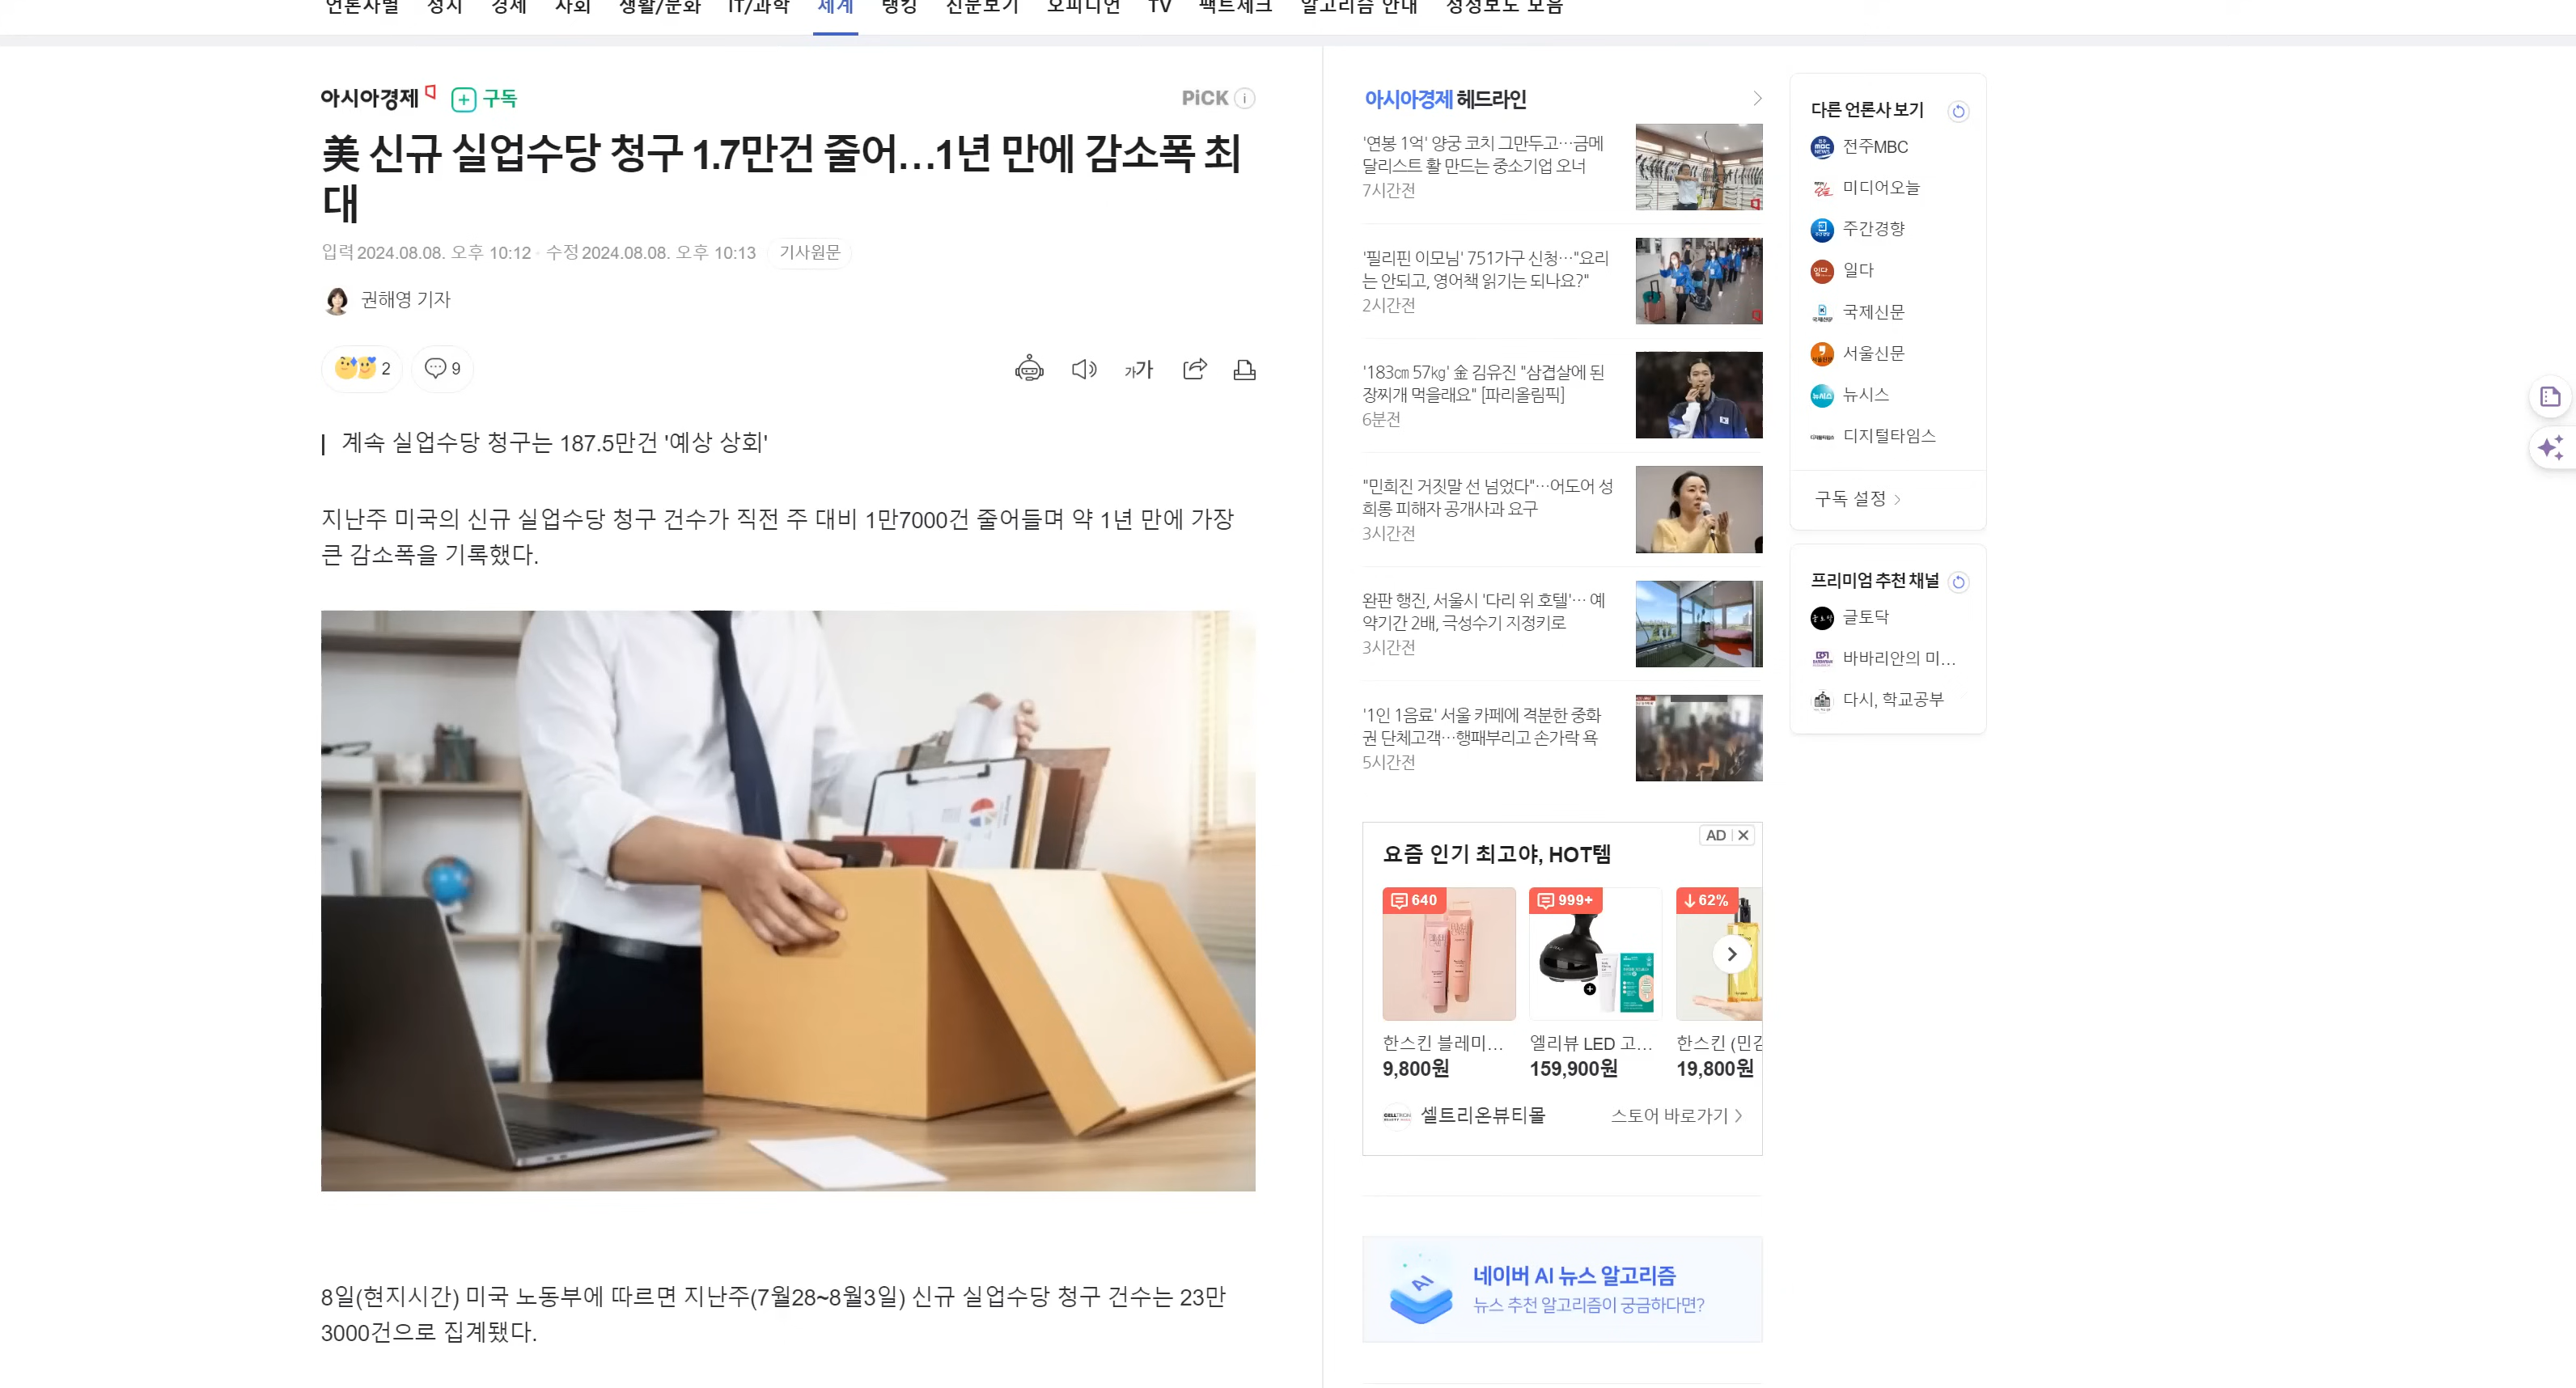 언론사별 정치 경제 사회 생활/문화 IT/과학 세계 랭킹 신문보기 오피니언 TV 팩트체크 알고리즘 안내 정정보도 모음
아시아경제 구독
PiCK
美 신규 실업수당 청구 1.7만건 줄어…1년 만에 감소폭 최
대
입력 2024.08.08. 오후 10:12 · 수정 2024.08.08. 오후 10:13 기사원문
권해영 기자
2 9
가가
계속 실업수당 청구는 187.5만건 '예상 상회'
지난주 미국의 신규 실업수당 청구 건수가 직전 주 대비 1만7000건 줄어들며 약 1년 만에 가장
큰 감소폭을 기록했다.
8일(현지시간) 미국 노동부에 따르면 지난주(7월28~8월3일) 신규 실업수당 청구 건수는 23만
3000건으로 집계됐다.
아시아경제 헤드라인
'연봉 1억' 양궁 코치 그만두고…금메
달리스트 활 만드는 중소기업 오너
7시간전
'필리핀 이모님' 751가구 신청…"요리
는 안되고, 영어책 읽기는 되나요?"
2시간전
'183㎝ 57㎏' 金 김유진 "삼겹살에 된
장찌개 먹을래요" [파리올림픽]
6분전
"민희진 거짓말 선 넘었다"…어도어 성
희롱 피해자 공개사과 요구
3시간전
완판 행진, 서울시 '다리 위 호텔'… 예
약기간 2배, 극성수기 지정키로
3시간전
'1인 1음료' 서울 카페에 격분한 중화
권 단체고객…행패부리고 손가락 욕
5시간전
AD
요즘 인기 최고야, HOT템
640 999+ 62%
한스킨 블레미... 엘리뷰 LED 고... 한스킨 (민감
9,800원 159,900원 19,800원
셀트리온뷰티몰 스토어 바로가기
AI
네이버 AI 뉴스 알고리즘
뉴스 추천 알고리즘이 궁금하다면?
다른 언론사 보기
전주MBC
미디어오늘
주간경향
일다
국제신문
서울신문
뉴시스
디지털타임스
구독 설정
프리미엄 추천 채널
글토닥
바바리안의 미...
다시, 학교공부